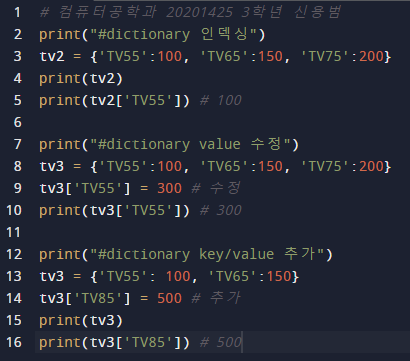 1 # 컴퓨터공학과 20201425 3학년 신용범
2 print("#dictionary 인덱싱")
3 tv2 = {'TV55':100, 'TV65':150, 'TV75':200}
4 print(tv2)
5 print(tv2['TV55']) # 100
6
7 print("#dictionary value 수정")
8 tv3 = {'TV55':100, 'TV65':150, 'TV75':200}
9 tv3['TV55'] = 300 # 수정
10 print(tv3['TV55']) # 300
11
12 print("#dictionary key/value 추가")
13 tv3 = {'TV55': 100, 'TV65':150}
14 tv3['TV85'] = 500 # 추가
15 print(tv3)
16 print(tv3['TV85']) # 500